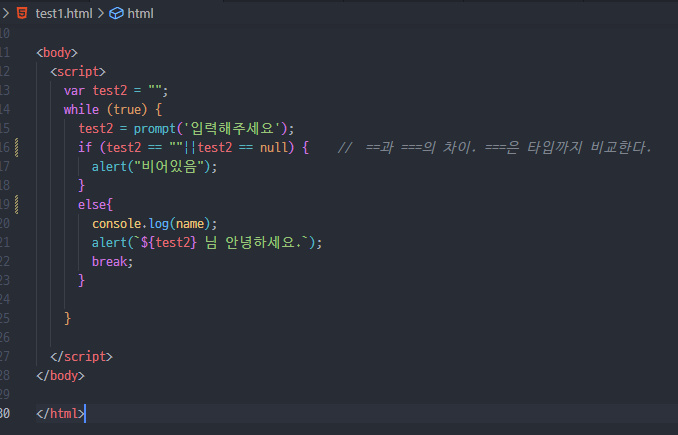 > test1.html > html
10
11 <body>
12 <script>
13 var test2 = "";
14 while (true) {
15 test2 = prompt('입력해주세요');
16 if (test2 == ""||test2 == null) { // ==과 ===의 차이. ===은 타입까지 비교한다.
17 alert("비어있음");
18 }
19 else{
20 console.log(name);
21 alert(`${test2} 님 안녕하세요.`);
22 break;
23 }
24
25 }
26
27 </script>
28 </body>
29
30 </html>